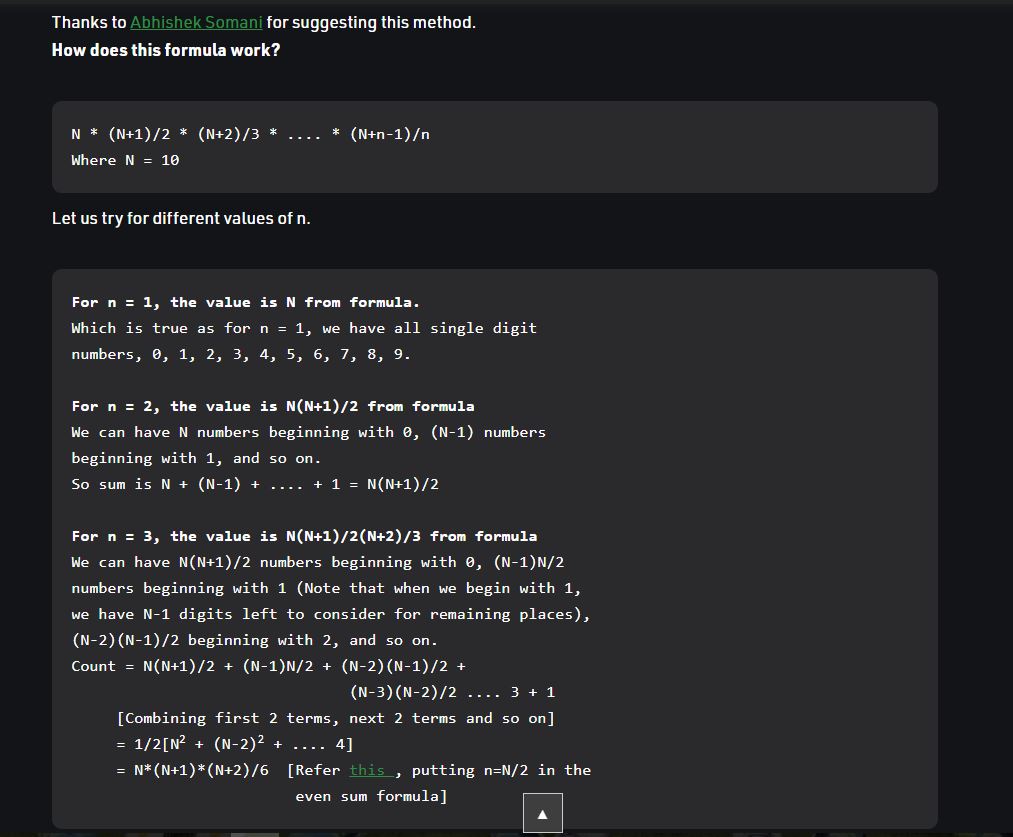 Thanks to Abhishek Somani for suggesting this method.
How does this formula work?
N * (N+1)/2 * (N+2)/3 * .... * (N+n-1)/n
Where N = 10
Let us try for different values of n.
For n = 1, the value is N from formula.
Which is true as for n = 1, we have all single digit
numbers, 0, 1, 2, 3, 4, 5, 6, 7, 8, 9.
For n = 2, the value is N(N+1)/2 from formula
We can have N numbers beginning with 0, (N-1) numbers
beginning with 1, and so on.
So sum is N + (N-1) + .... + 1 = N(N+1)/2
For n = 3, the value is N(N+1)/2(N+2)/3 from formula
We can have N(N+1)/2 numbers beginning with 0, (N-1)N/2
numbers beginning with 1 (Note that when we begin with 1,
we have N-1 digits left to consider for remaining places),
(N-2)(N-1)/2 beginning with 2, and so on.
Count = N(N+1)/2 + (N-1)N/2 + (N-2)(N-1)/2 +
(N-3)(N-2)/2 .... 3 + 1
[Combining first 2 terms, next 2 terms and so on]
= 1/2[N² + (N-2)² + .... 4]
= N*(N+1)*(N+2)/6 [Refer this , putting n=N/2 in the
even sum formula]